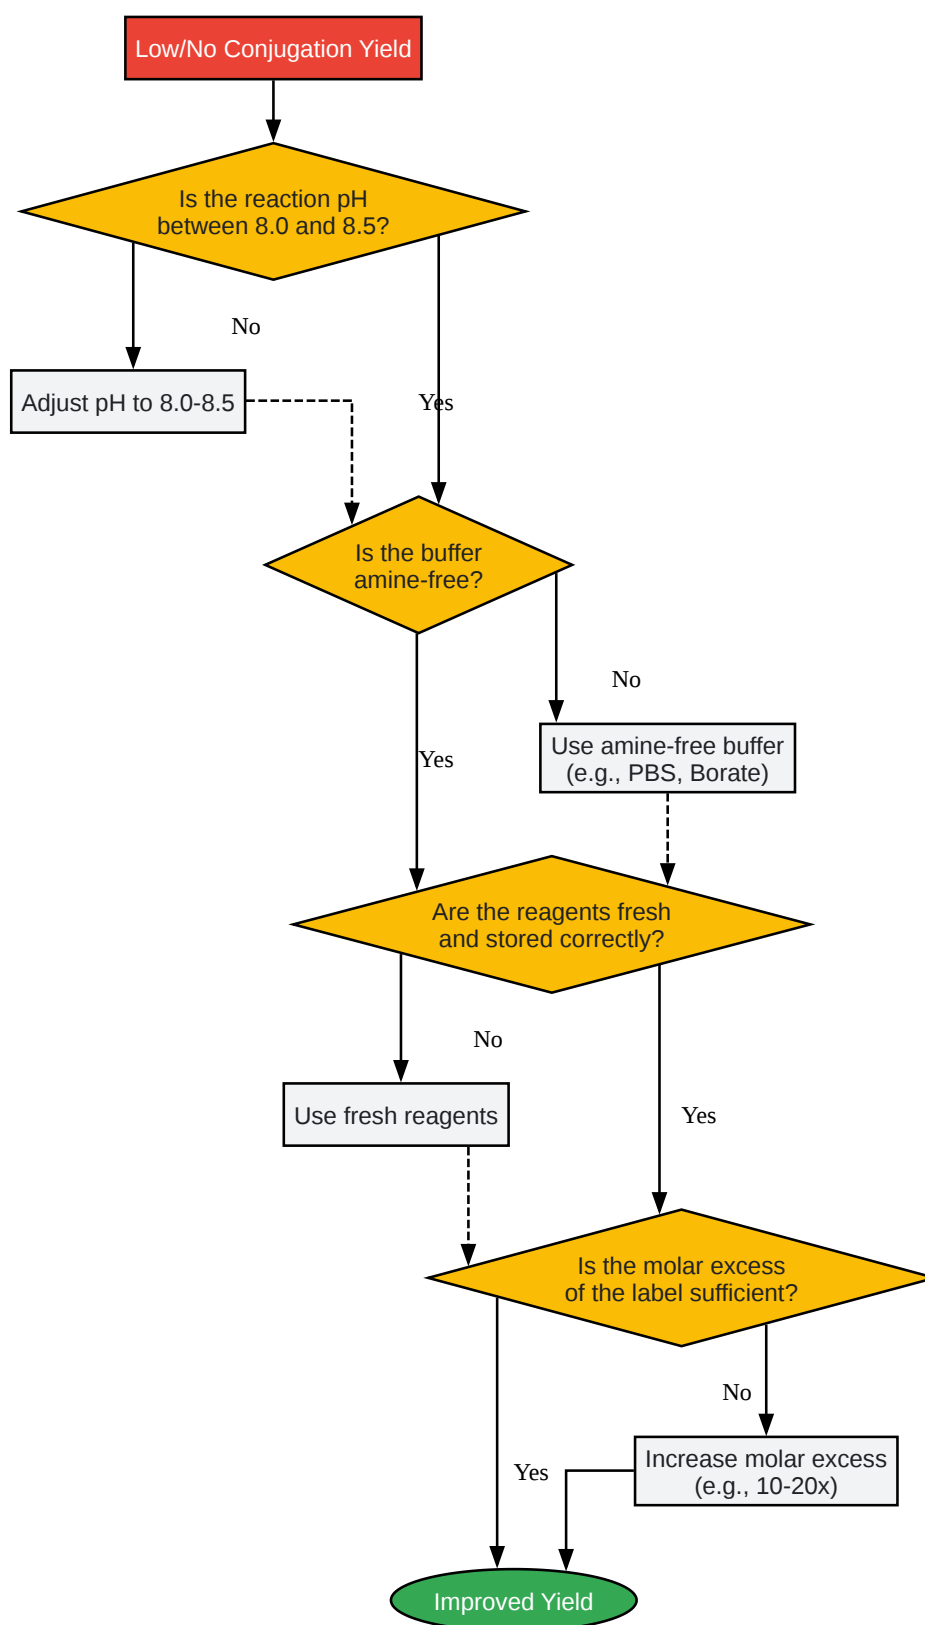 Low/No Conjugation Yield
Is the reaction pH
between 8.0 and 8.5?
No
Adjust pH to 8.0-8.5
Yes
Is the buffer
amine-free?
No
Use amine-free buffer
(e.g., PBS, Borate)
Yes
Are the reagents fresh
and stored correctly?
No
Use fresh reagents
Yes
Is the molar excess
of the label sufficient?
No
Increase molar excess
(e.g., 10-20x)
Yes
Improved Yield